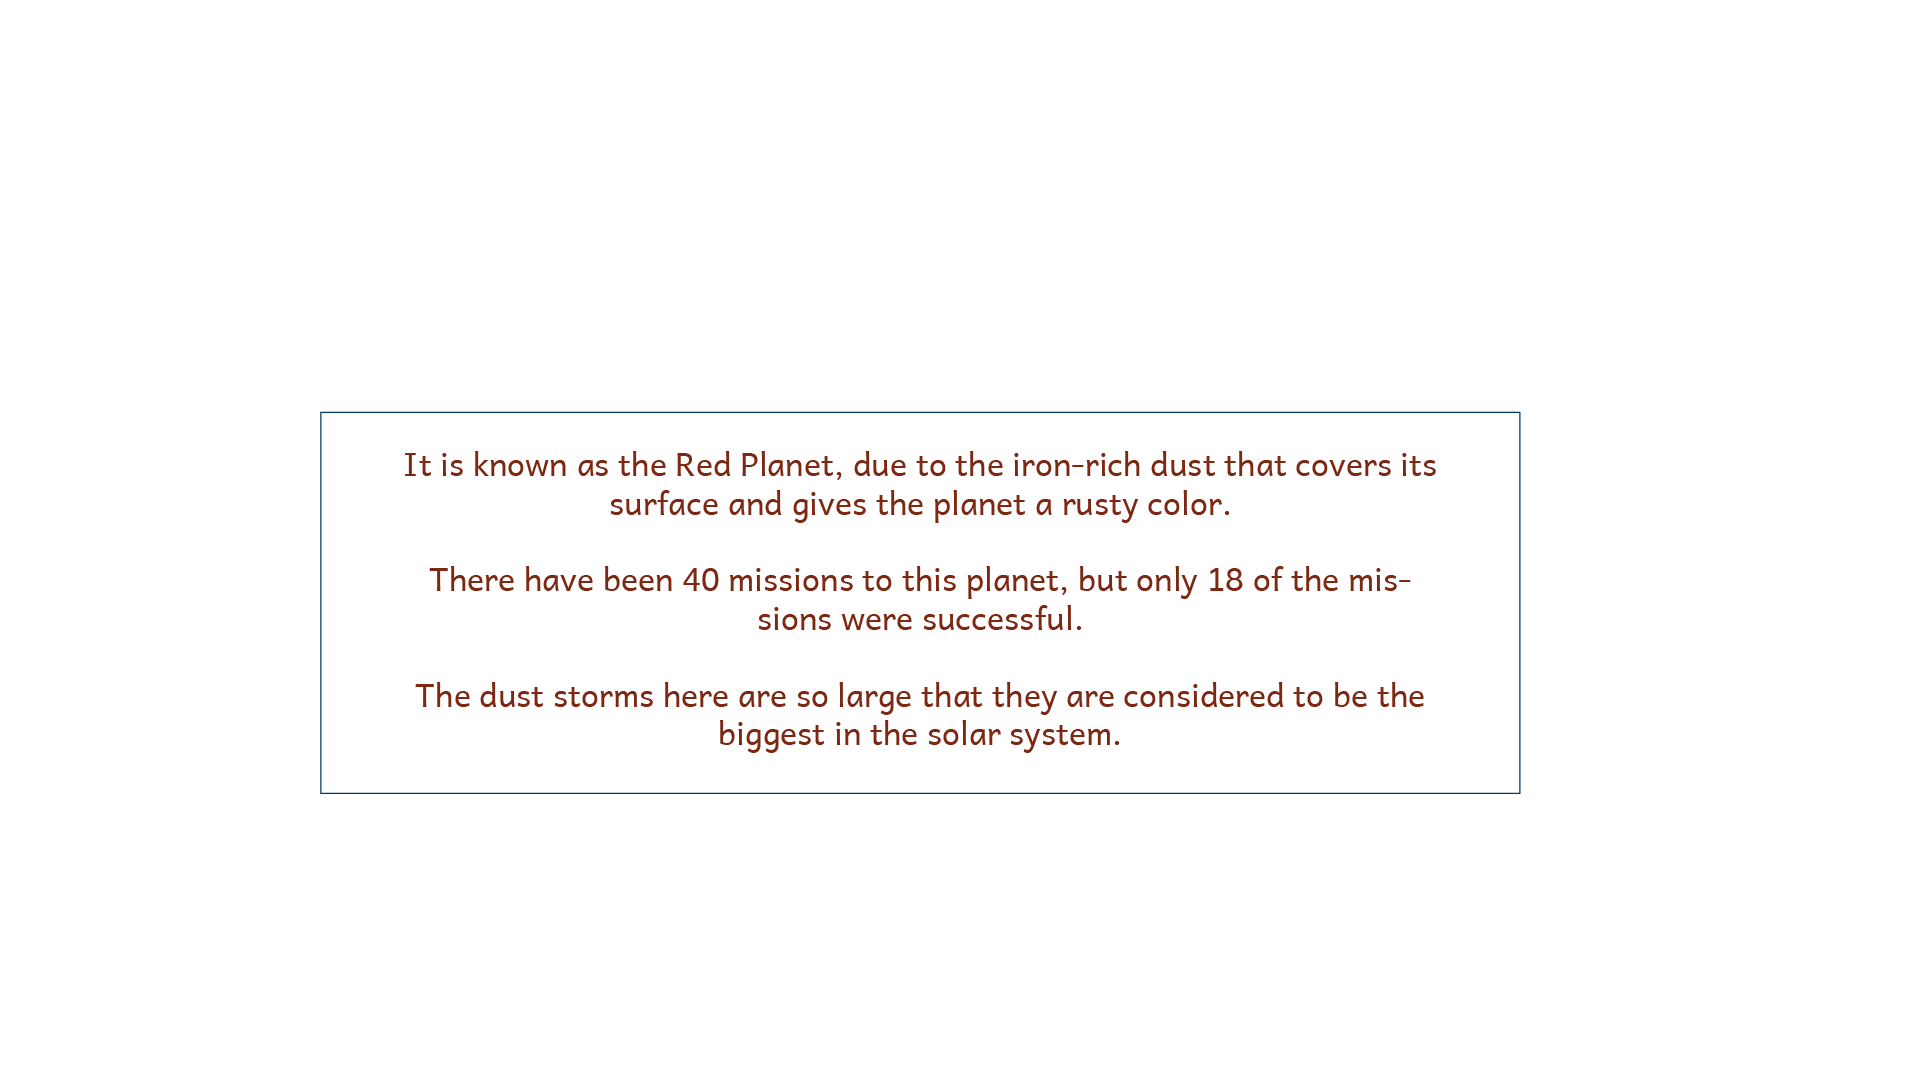 It is known as the Red Planet, due to the iron-rich dust that covers its
surface and gives the planet a rusty color.
There have been 40 missions to this planet, but only 18 of the mis-
sions were successful.
The dust storms here are so large that they are considered to be the
biggest in the solar system.